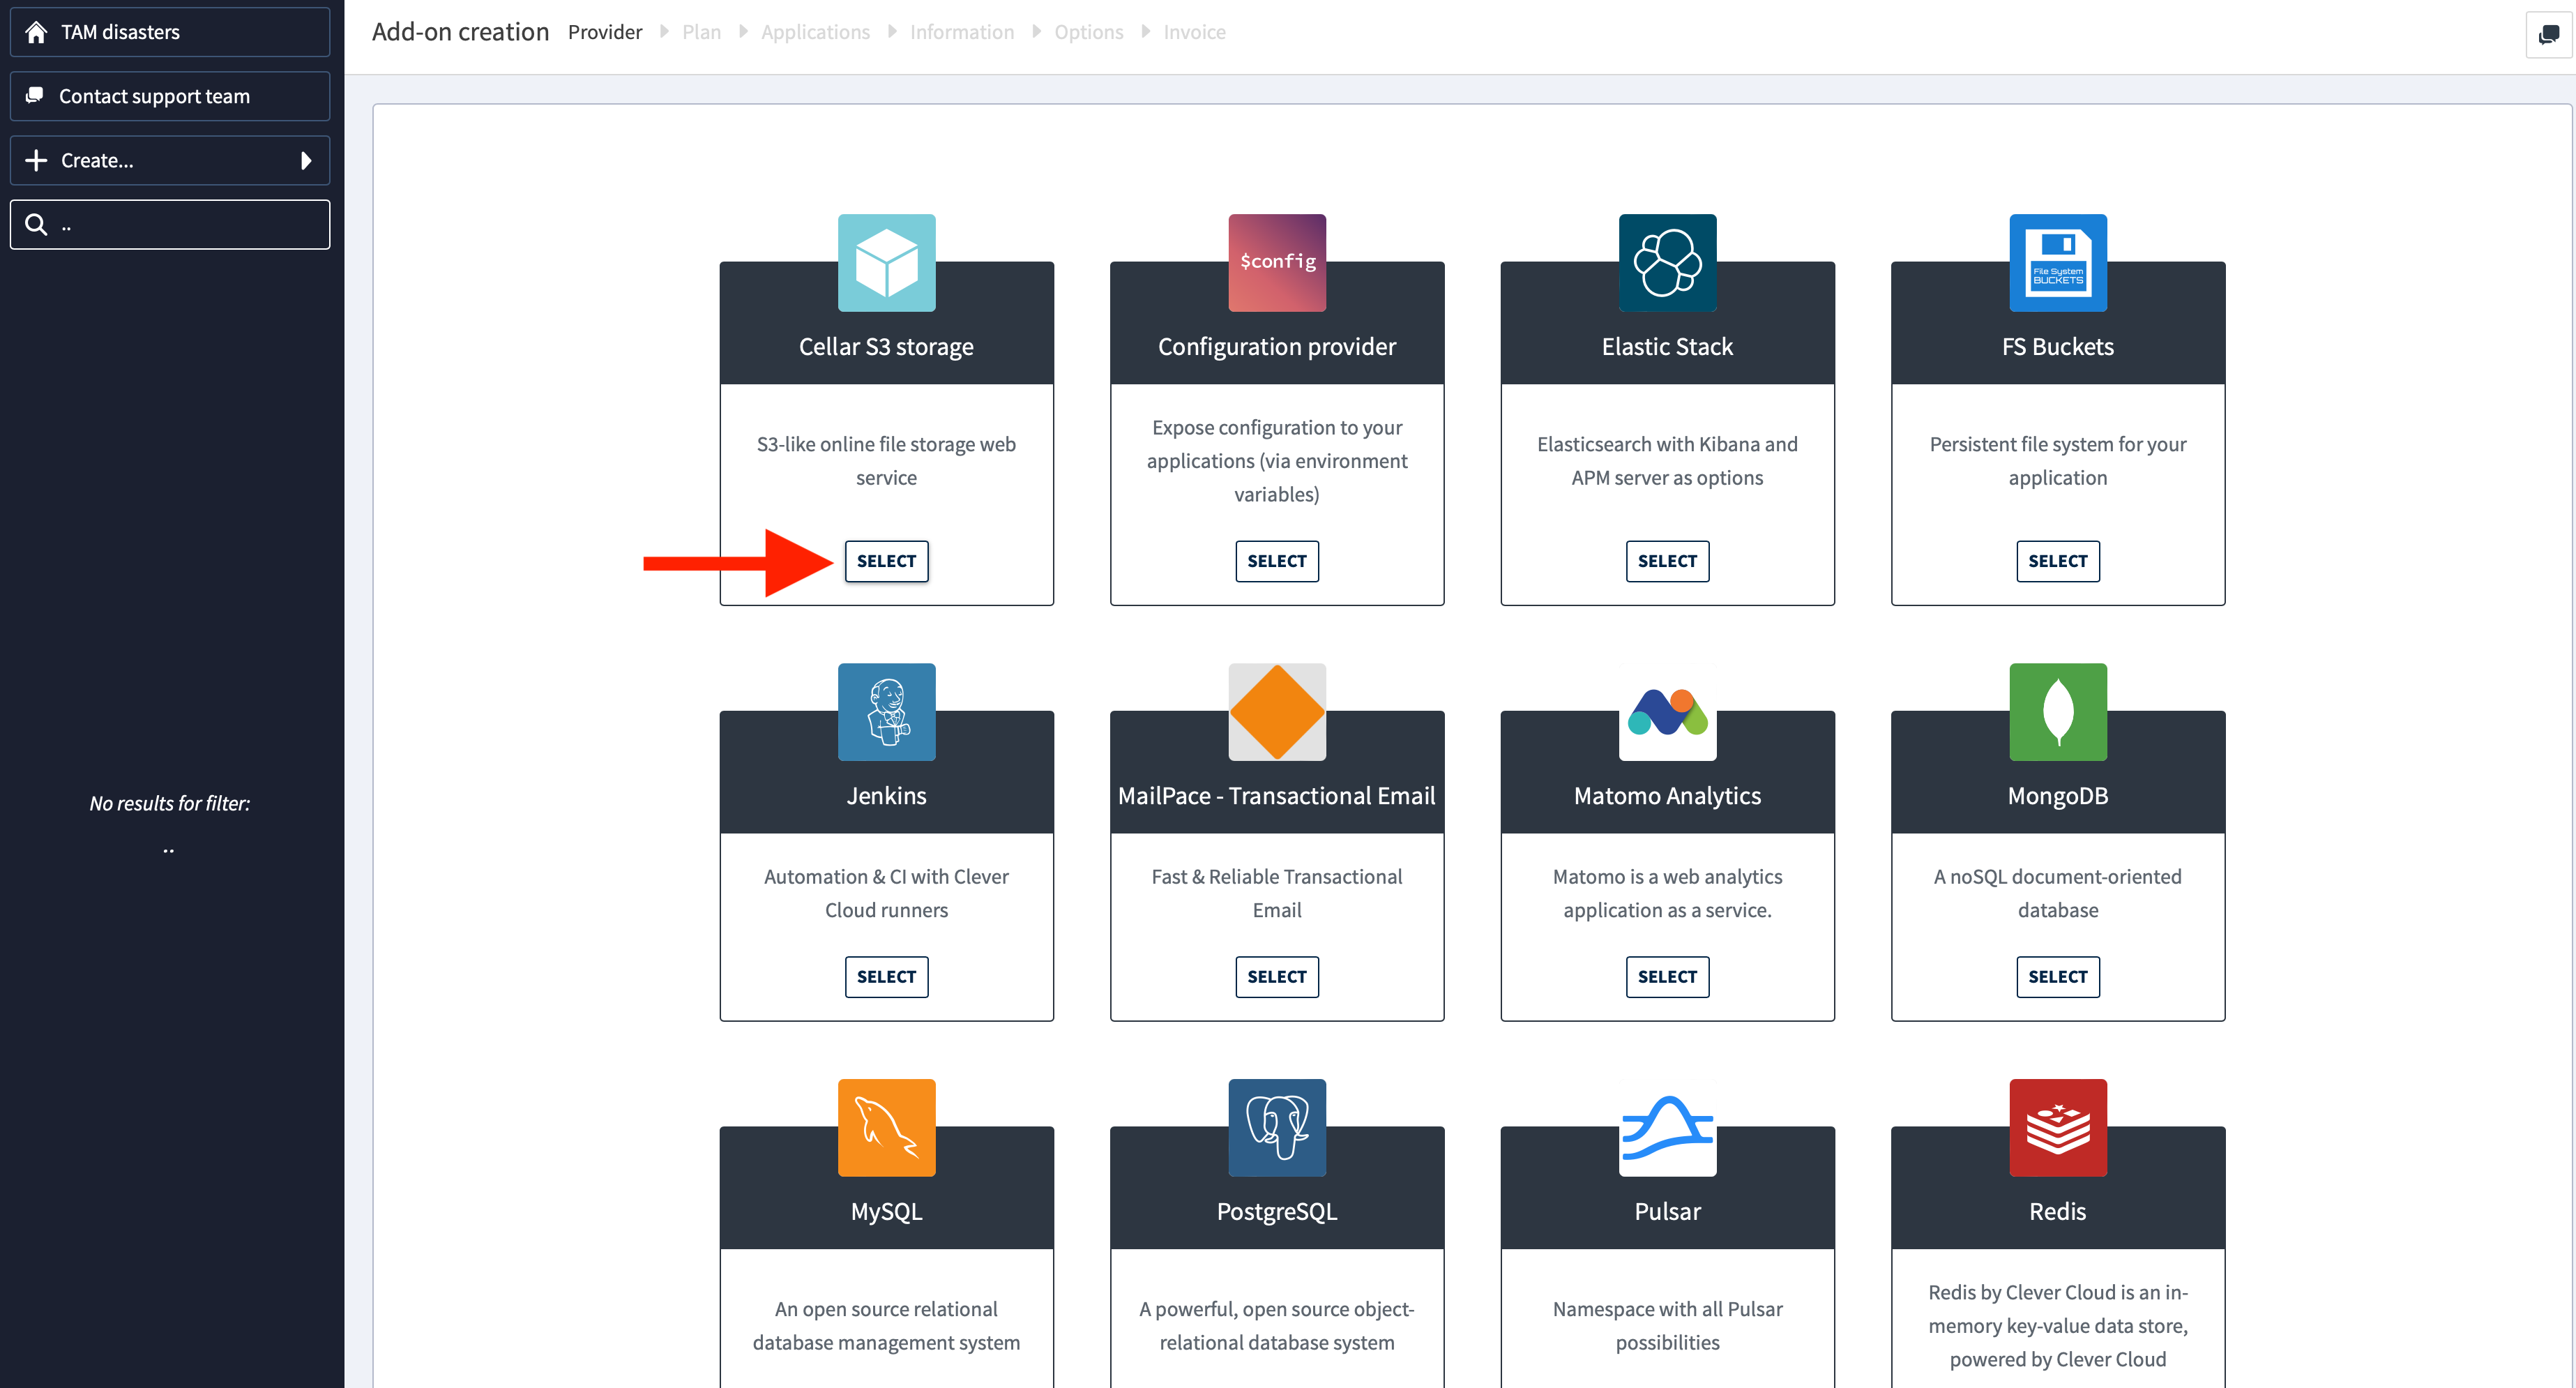 TAM disasters
Contact support team
Create...
..
No results for filter:
..
Add-on creation Provider Plan Applications Information Options Invoice
$config
File System
BUCKETS
Cellar S3 storage
Configuration provider
Elastic Stack
FS Buckets
S3-like online file storage web
service
Expose configuration to your
applications (via environment
variables)
Elasticsearch with Kibana and
APM server as options
Persistent file system for your
application
SELECT
SELECT
SELECT
SELECT
Jenkins
MailPace - Transactional Email
Matomo Analytics
MongoDB
Automation & CI with Clever
Cloud runners
Fast & Reliable Transactional
Email
Matomo is a web analytics
application as a service.
A noSQL document-oriented
database
SELECT
SELECT
SELECT
SELECT
MySQL
PostgreSQL
Pulsar
Redis
An open source relational
database management system
A powerful, open source object-
relational database system
Namespace with all Pulsar
possibilities
Redis by Clever Cloud is an in-
memory key-value data store,
powered by Clever Cloud